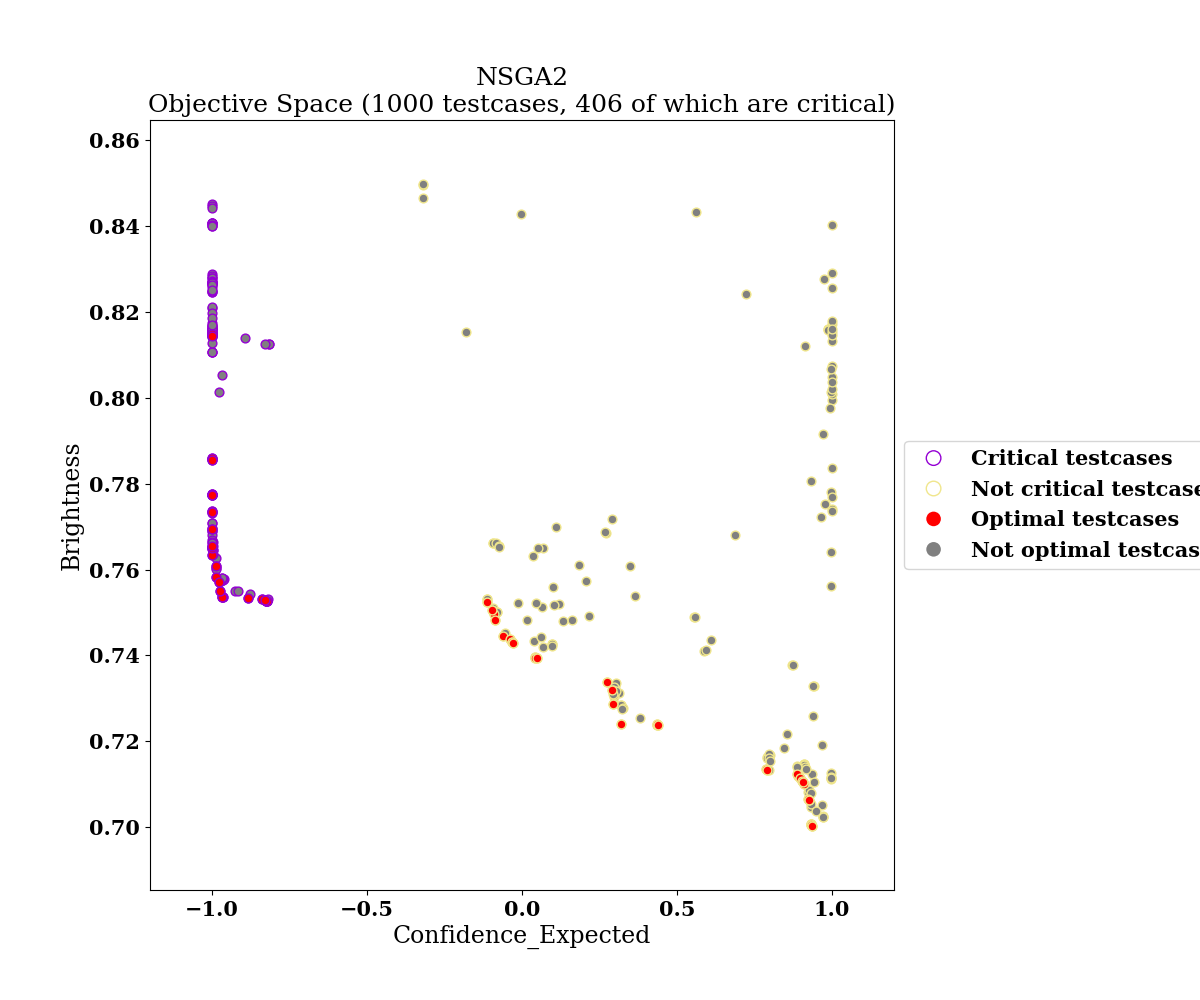 NSGA2
Objective Space (1000 testcases, 406 of which are critical)
0.86
0.84
0.82
0.80
0.78
0.76
0.74
0.72
0.70
Brightness
−1.0 −0.5 0.0 0.5 1.0
Confidence_Expected
Critical testcases
Not critical testcase
Optimal testcases
Not optimal testcas